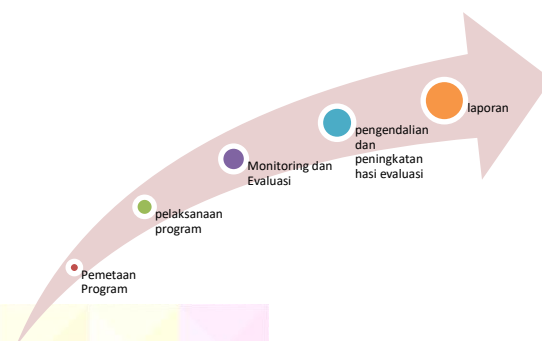 Pemetaan
Program
pelaksanaan
program
Monitoring dan
Evaluasi
pengendalian
dan
peningkatan
hasi evaluasi
laporan